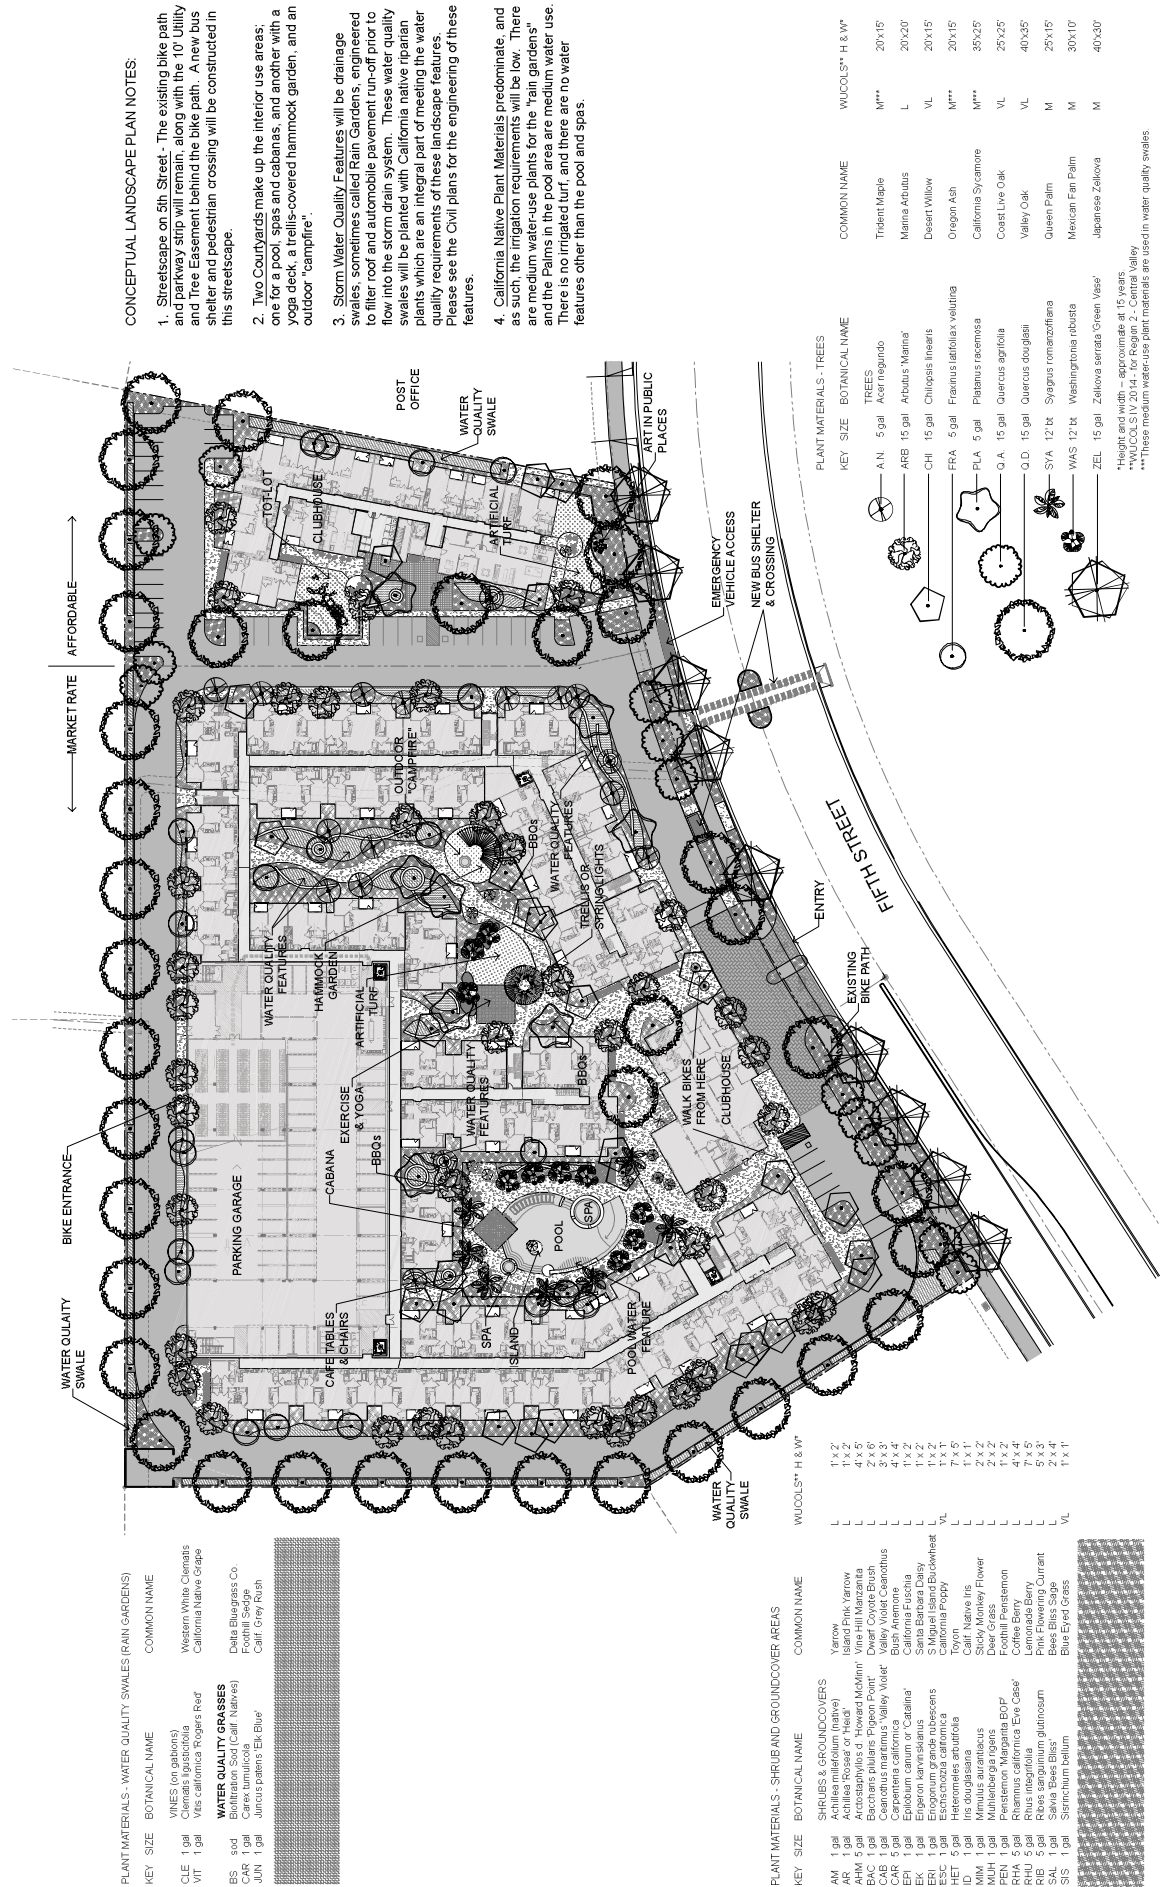 CONCEPTUAL LANDSCAPE PLAN NOTES:
1. Streetscape on 5th Street - The existing bike path
and parkway strip will remain, along with the 10' Utility
and Tree Easement behind the bike path. A new bus
shelter and pedestrian crossing will be constructed in
this streetscape.
2. Two Courtyards make up the interior use areas;
one for a pool, spas and cabanas, and another with a
yoga deck, a trellis-covered hammock garden, and an
outdoor "campfire".
3. Storm Water Quality Features will be drainage
swales, sometimes called Rain Gardens, engineered
to filter roof and automobile pavement run-off prior to
flow into the storm drain system. These water quality
swales will be planted with California native riparian
plants which are an integral part of meeting the water
quality requirements of these landscape features.
Please see the Civil plans for the engineering of these
features.
4. California Native Plant Materials predominate, and
as such, the irrigation requirements will be low. There
are medium water-use plants for the "rain gardens"
and the Palms in the pool area are medium water use.
There is no irrigated turf, and there are no water
features other than the pool and spas.
PLANT MATERIALS - TREES
KEY SIZE BOTANICAL NAME COMMON NAME WUCOLS** H & W*
TREES
A.N. 5 gal Acer negundo Trident Maple M*** 20'x15'
ARB 15 gal Arbutus 'Marina' Marina Arbutus L 20'x20'
CHI 15 gal Chilopsis linearis Desert Willow VL 20'x15'
FRA 5 gal Fraxinus latifolia x velutina Oregon Ash M*** 20'x15'
PLA 5 gal Platanus racemosa California Sycamore M*** 35'x25'
Q.A. 15 gal Quercus agrifolia Coast Live Oak VL 25'x25'
Q.D. 15 gal Quercus douglasii Valley Oak VL 40'x35'
SYA 12' bt Syagrus romanzoffiana Queen Palm M 25'x15'
WAS 12' bt Washingrtonia robusta Mexican Fan Palm M 30'x10'
ZEL 15 gal Zelkova serrata 'Green Vase' Japanese Zelkova M 40'x30'
*Height and width -- approximate at 15 years
**WUCOLS IV 2014 - for Region 2 - Central Valley
***These medium water-use plant materials are used in water quality swales.
AFFORDABLE
MARKET RATE
POST
OFFICE
WATER
QUALITY
SWALE
TOT-LOT
CLUBHOUSE
ARTIFICIAL
TURF
ART IN PUBLIC
PLACES
EMERGENCY
VEHICLE ACCESS
NEW BUS SHELTER
& CROSSING
OUTDOOR
"CAMPFIRE"
BBQs
WATER QUALITY
FEATURES
TRELLIS OR
STRINGLIGHTS
WATER QUALITY
FEATURES
HAMMOCK
GARDEN
ARTIFICIAL
TURF
FIFTH STREET
ENTRY
EXISTING
BIKE PATH
EXERCISE
& YOGA
BBQs
WATER QUALITY
FEATURES
BBQs
WALK BIKES
FROM HERE
CLUBHOUSE
BIKE ENTRANCE
PARKING GARAGE
CABANA
POOL
SPA
CAFE TABLES
& CHAIRS
SPA
ISLAND
POOL WATER
FEATURE
WATER QULAITY
SWALE
WATER
QUALITY
SWALE
PLANT MATERIALS - WATER QUALITY SWALES (RAIN GARDENS)
KEY SIZE BOTANICAL NAME COMMON NAME
VINES (on gabions)
CLE 1 gal Clematis ligusticifolia Western White Clematis
VIT 1 gal Vitis californica 'Rogers Red' California Native Grape
WATER QUALITY GRASSES
BS sod Biofiltration Sod (Calif. Natives) Delta Bluegrass Co.
CAR 1 gal Carex tumulicola Foothill Sedge
JUN 1 gal Juncus patens 'Elk Blue' Calif. Grey Rush
PLANT MATERIALS - SHRUB AND GROUNDCOVER AREAS
KEY SIZE BOTANICAL NAME COMMON NAME WUCOLS** H & W*
SHRUBS & GROUNDCOVERS
AM 1 gal Achillea millefolium (native) Yarrow L 1' x 2'
AR 1 gal Achillea 'Rosea' or 'Heidi' Island Pink Yarrow L 1' x 2'
AHM 5 gal Arctostaphylos d. 'Howard McMinn' Vine Hill Manzanita L 4' x 5'
BAC 1 gal Baccharis pilularis 'Pigeon Point' Dwarf Coyote Brush L 2' x 6'
CAB 1 gal Ceanothus maritimus 'Valley Violet' Valley Violet Ceanothus L 3' x 3'
CAR 5 gal Carpenteria californica Bush Anemone L 4' x 4'
EPI 1 gal Epilobium canum or 'Catalina' California Fuschia L 1' x 2'
EK 1 gal Erigeron karvinskianus Santa Barbara Daisy L 1' x 2'
ERI 1 gal Eriogonum grande rubescens S Miguel Island Buckwheat L 1' x 2'
ESC 1 gal Eschscholzia californica California Poppy VL 1' x 1'
HET 5 gal Heteromeles arbutifolia Toyon L 7' x 5'
ID 1 gal Iris douglasiana Calif. Native Iris L 1' x 1'
MIM 1 gal Mimulus aurantiacus Sticky Monkey Flower L 2' x 2'
MUH 1 gal Muhlenbergia rigens Deer Grass L 2' x 2'
PEN 1 gal Penstemon 'Margarita BOP' Foothill Penstemon L 1' x 2'
RHA 5 gal Rhamnus californica 'Eve Case' Coffee Berry L 4' x 4'
RHU 5 gal Rhus integrifolia Lemonade Berry L 7' x 5'
RIB 5 gal Ribes sanguinium glutinosum Pink Flowering Currant L 5' x 3'
SAL 1 gal Salvia 'Bees Bliss' Bees Bliss Sage L 2' x 4'
SIS 1 gal Sisrinchium bellum Blue Eyed Grass VL 1' x 1'